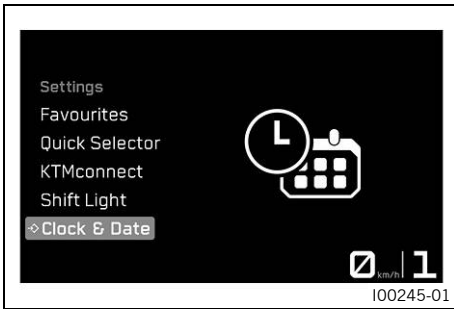 Settings
Favourites
Quick Selector
KTMconnect
Shift Light
Clock & Date
0 km/h 1
I00245-01